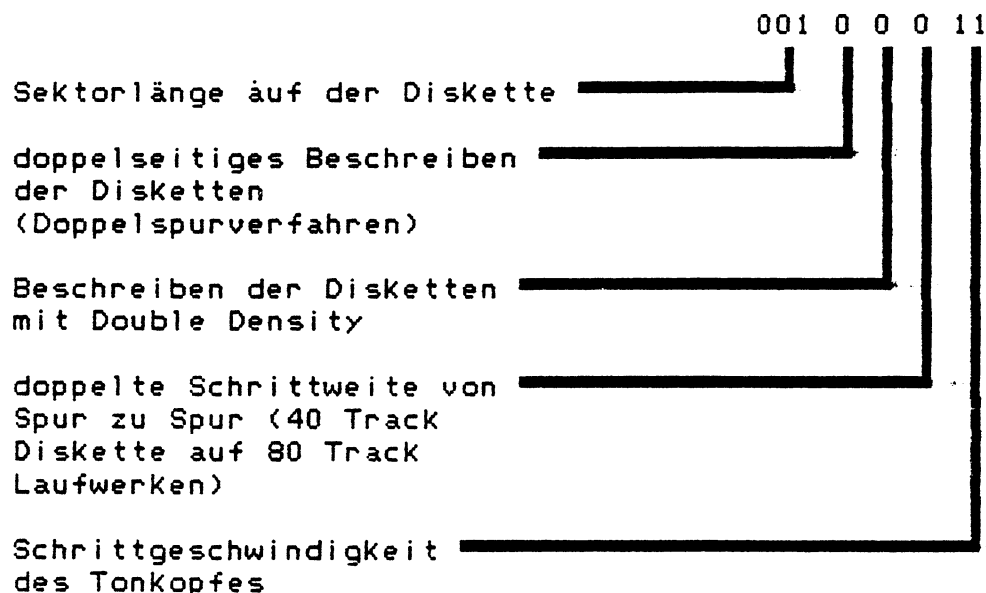 001 0 0 0 11
Sektorlänge auf der Diskette
doppelseitiges Beschreiben
der Disketten
(Doppelspurverfahren)
Beschreiben der Disketten
mit Double Density
doppelte Schrittweite von
Spur zu Spur (40 Track
Diskette auf 80 Track
Laufwerken)
Schrittgeschwindigkeit
des Tonkopfes